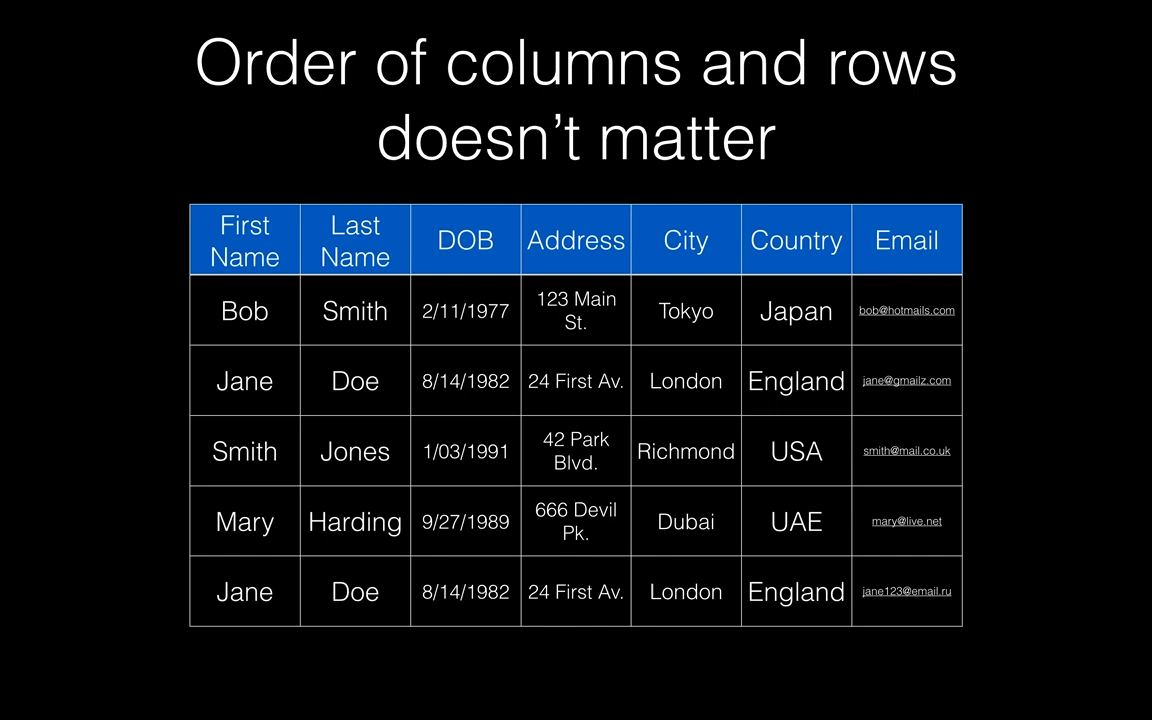 Order of columns and rows
doesn’t matter
First Name Last Name DOB Address City Country Email
Bob Smith 2/11/1977 123 Main St. Tokyo Japan bob@hotmails.com
Jane Doe 8/14/1982 24 First Av. London England jane@gmailz.com
Smith Jones 1/03/1991 42 Park Blvd. Richmond USA smith@mail.co.uk
Mary Harding 9/27/1989 666 Devil Pk. Dubai UAE mary@live.net
Jane Doe 8/14/1982 24 First Av. London England jane123@email.ru